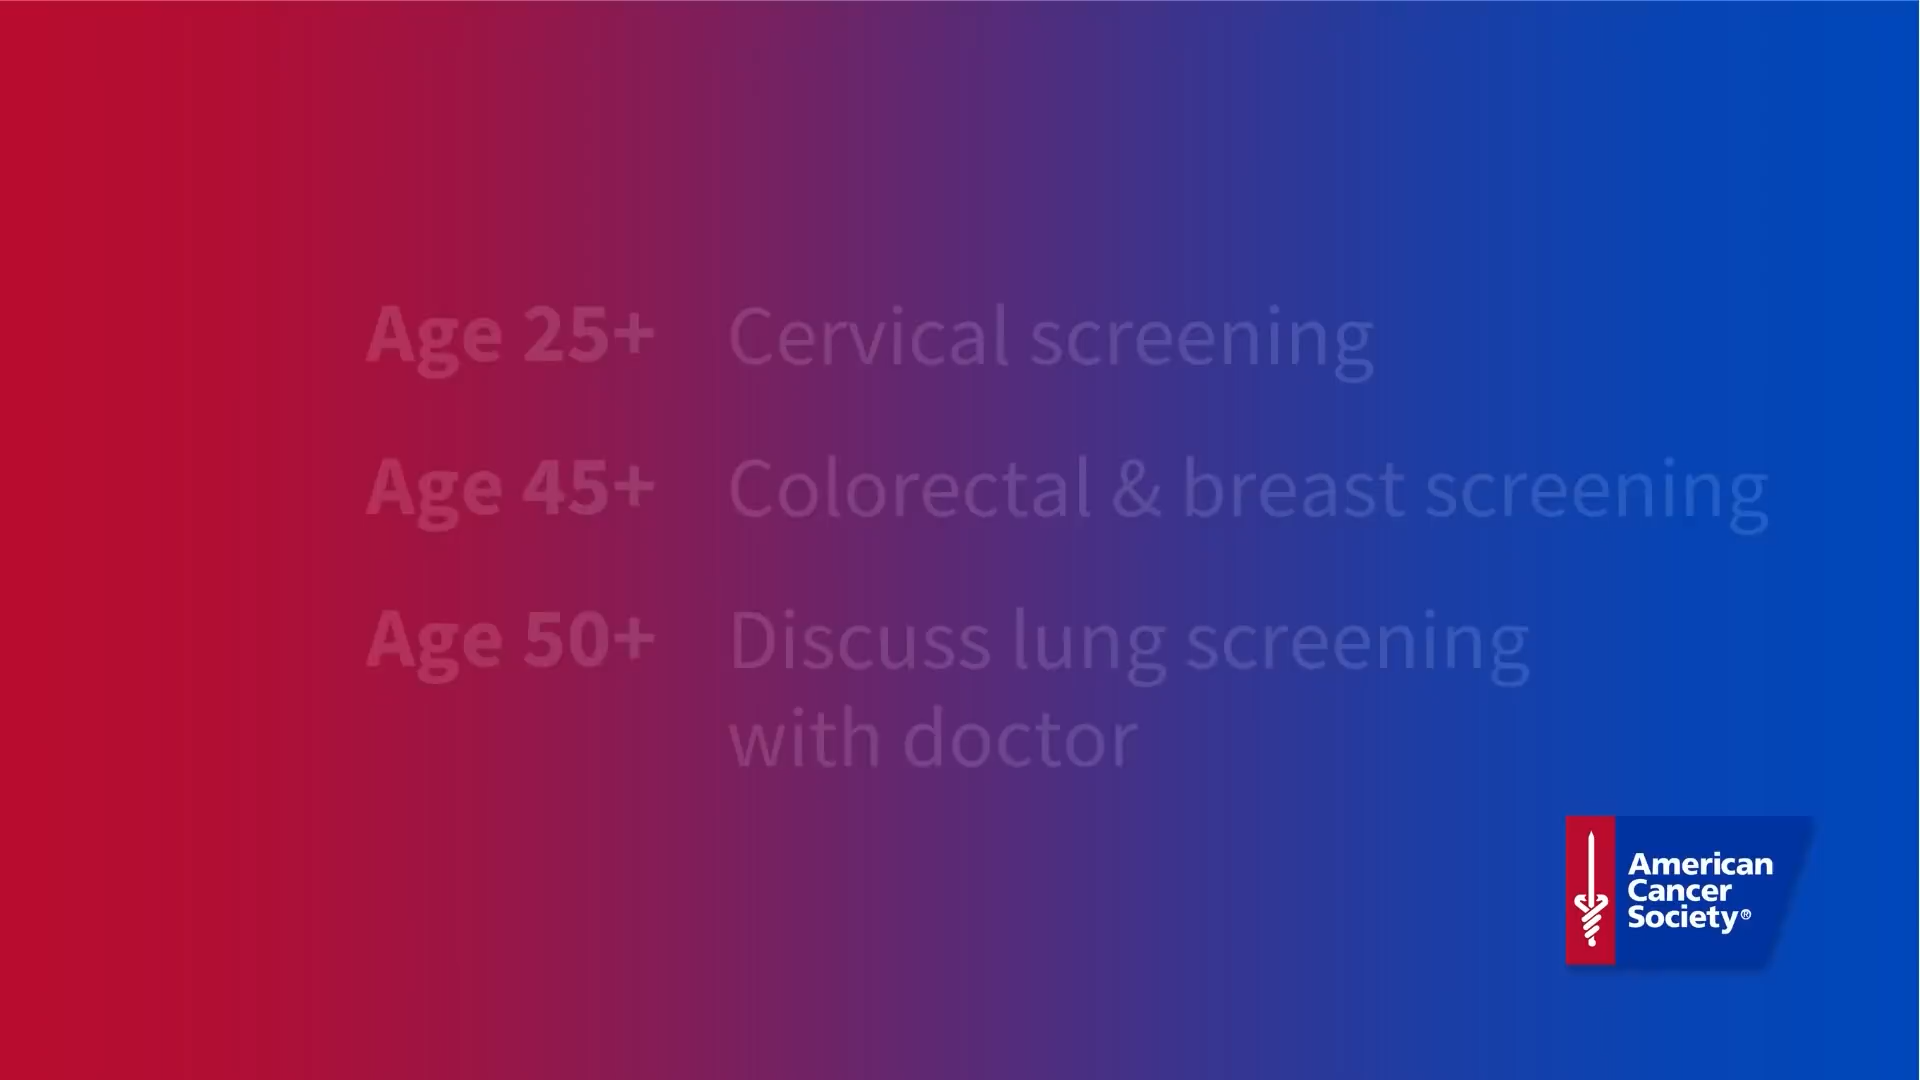 Age 25+ Cervical screening
Age 45+ Colorectal & breast screening
Age 50+ Discuss lung screening
with doctor
American
Cancer
Society®